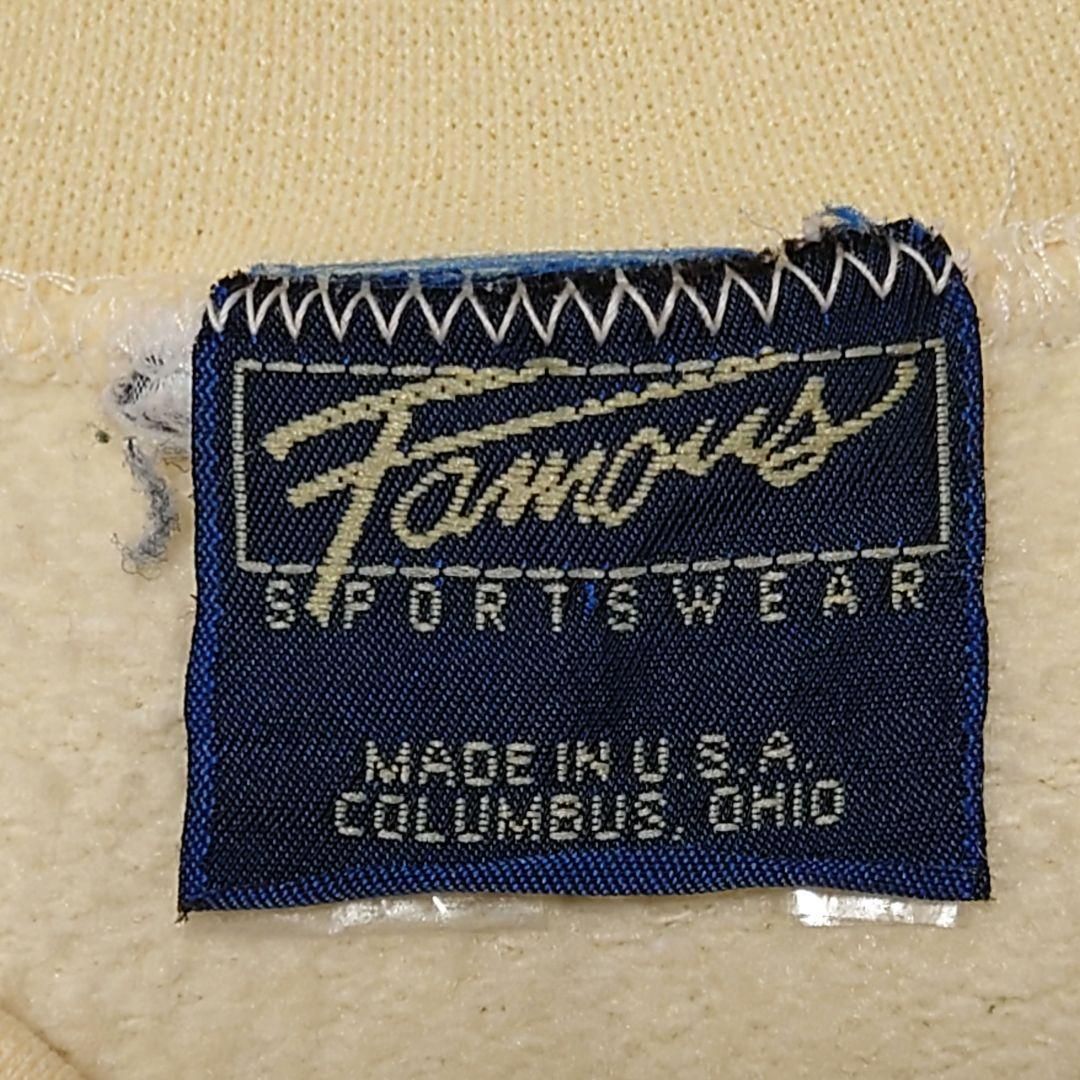 Famous
SPORTSWEAR
MADE IN U.S.A.
COLUMBUS, OHIO